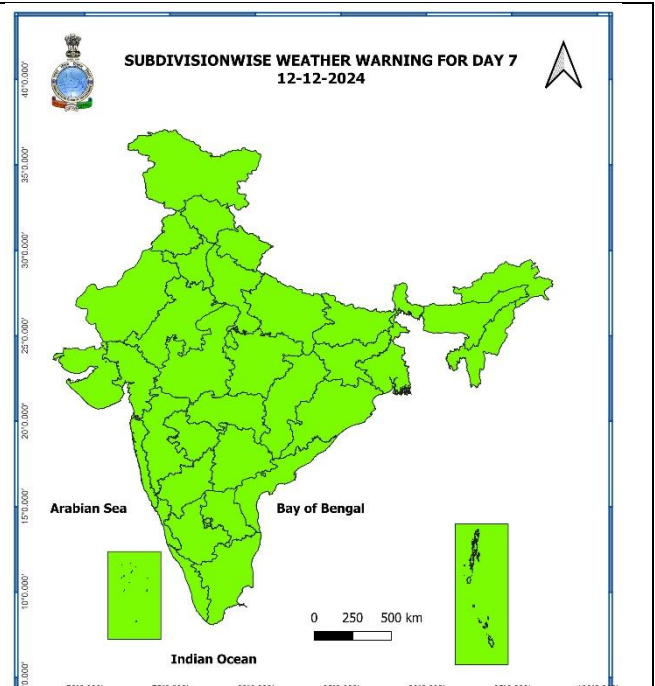 SUBDIVISIONWISE WEATHER WARNING FOR DAY 7
12-12-2024
40°0.000'
35°0.000'
30°0.000'
25°0.000'
20°0.000'
15°0.000'
10°0.000'
Arabian Sea
Bay of Bengal
0 250 500 km
Indian Ocean